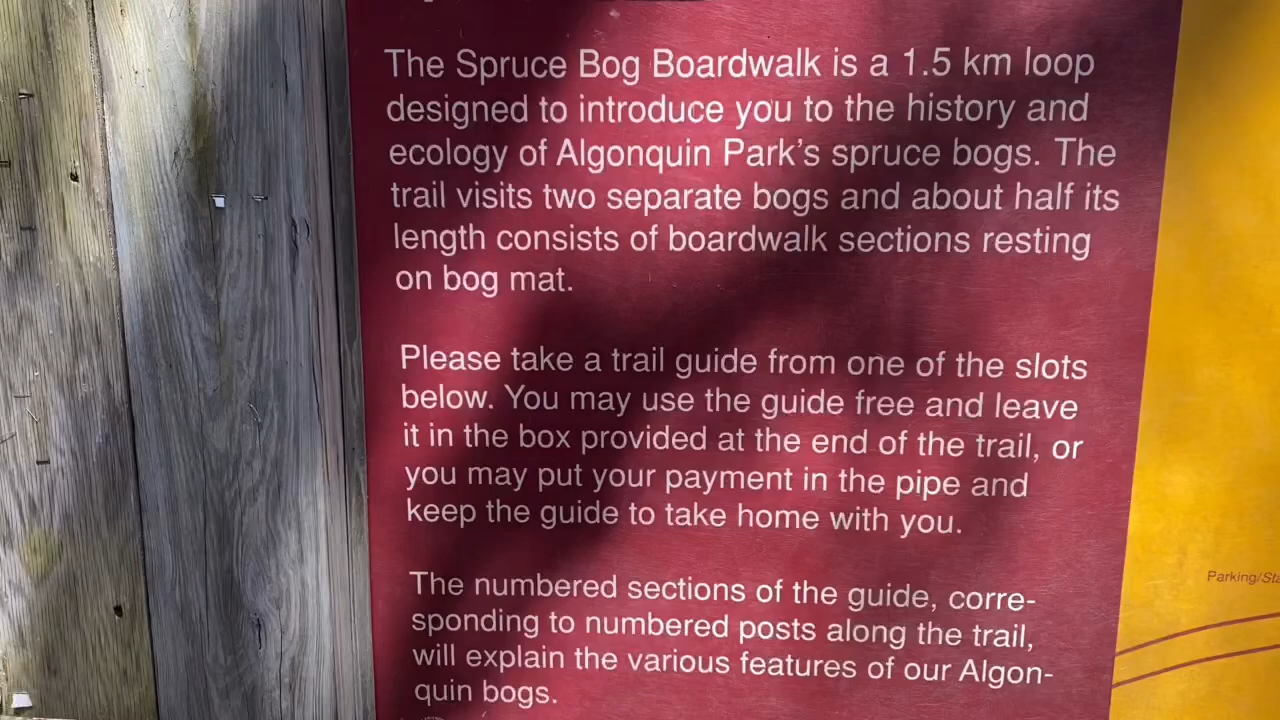 The Spruce Bog Boardwalk is a 1.5 km loop
designed to introduce you to the history and
ecology of Algonquin Park's spruce bogs. The
trail visits two separate bogs and about half its
length consists of boardwalk sections resting
on bog mat.
Please take a trail guide from one of the slots
below. You may use the guide free and leave
it in the box provided at the end of the trail, or
you may put your payment in the pipe and
keep the guide to take home with you.
The numbered sections of the guide, corre-
sponding to numbered posts along the trail,
will explain the various features of our Algon-
quin bogs.
Parking/